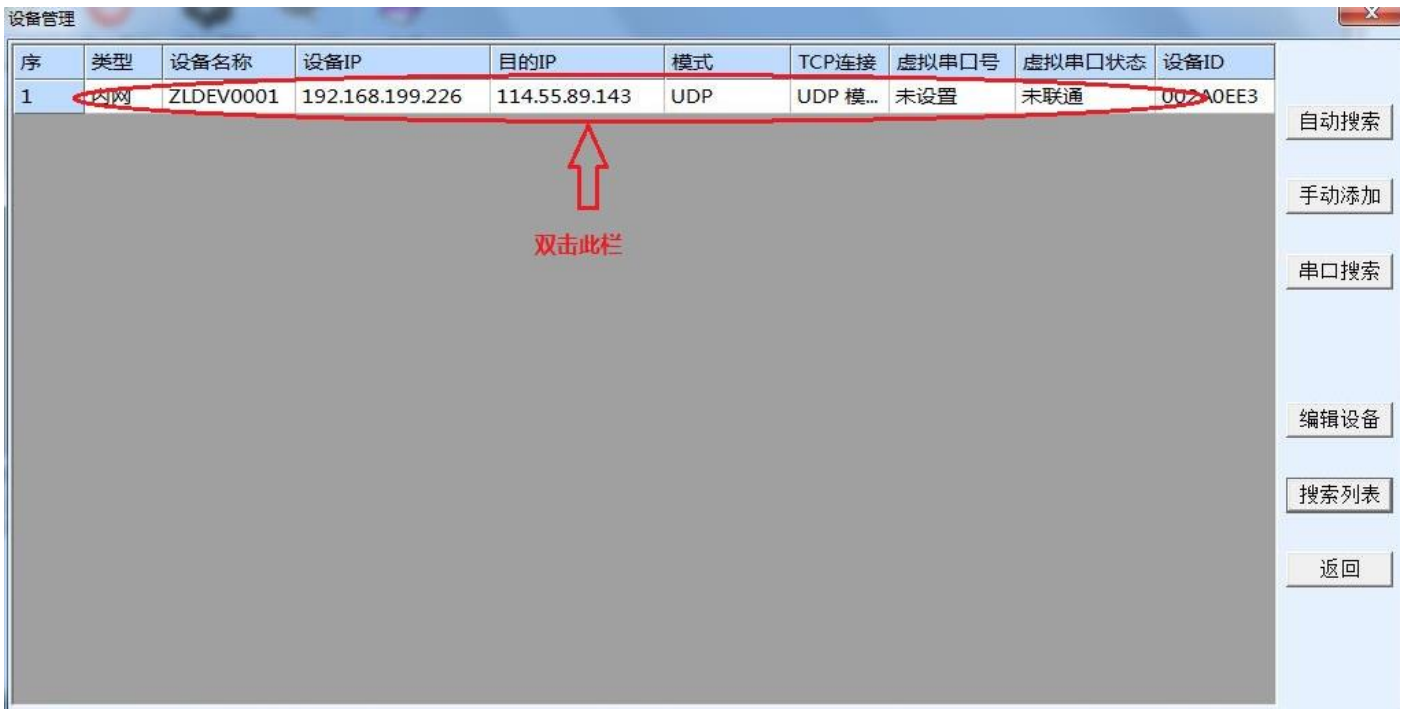 设备管理
序 类型 设备名称 设备IP 目的IP 模式 TCP连接 虚拟串口号 虚拟串口状态 设备ID
1 内网 ZLDEV0001 192.168.199.226 114.55.89.143 UDP UDP 模... 未设置 未联通 002A0EE3
自动搜索
手动添加
双击此栏
串口搜索
编辑设备
搜索列表
返回